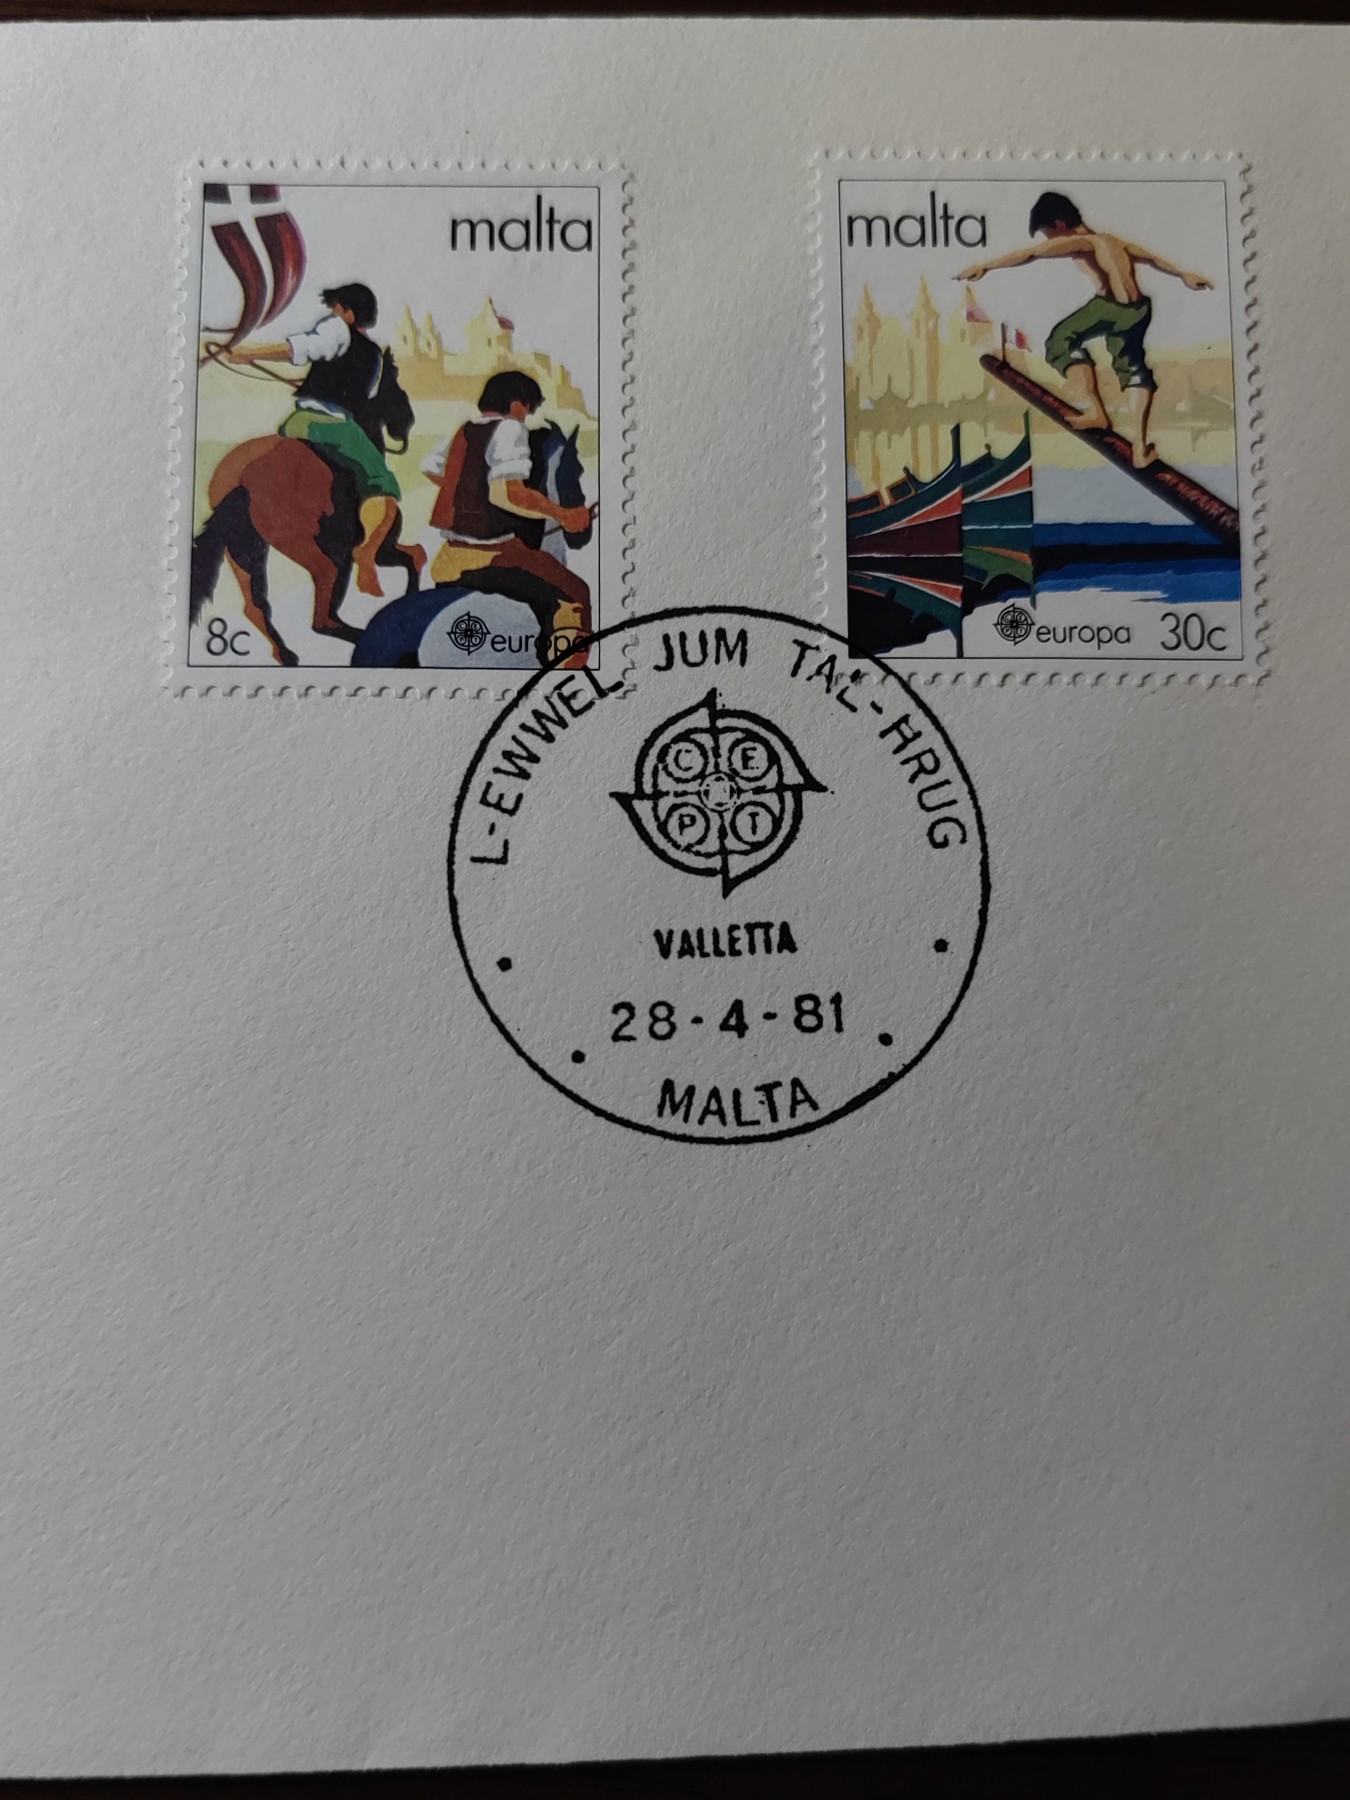 malta
8c
europa
malta
europa
30c
L-EWWEL JUM TAL-ĦRUĠ
C E
P T
VALLETTA
28-4-81
MALTA